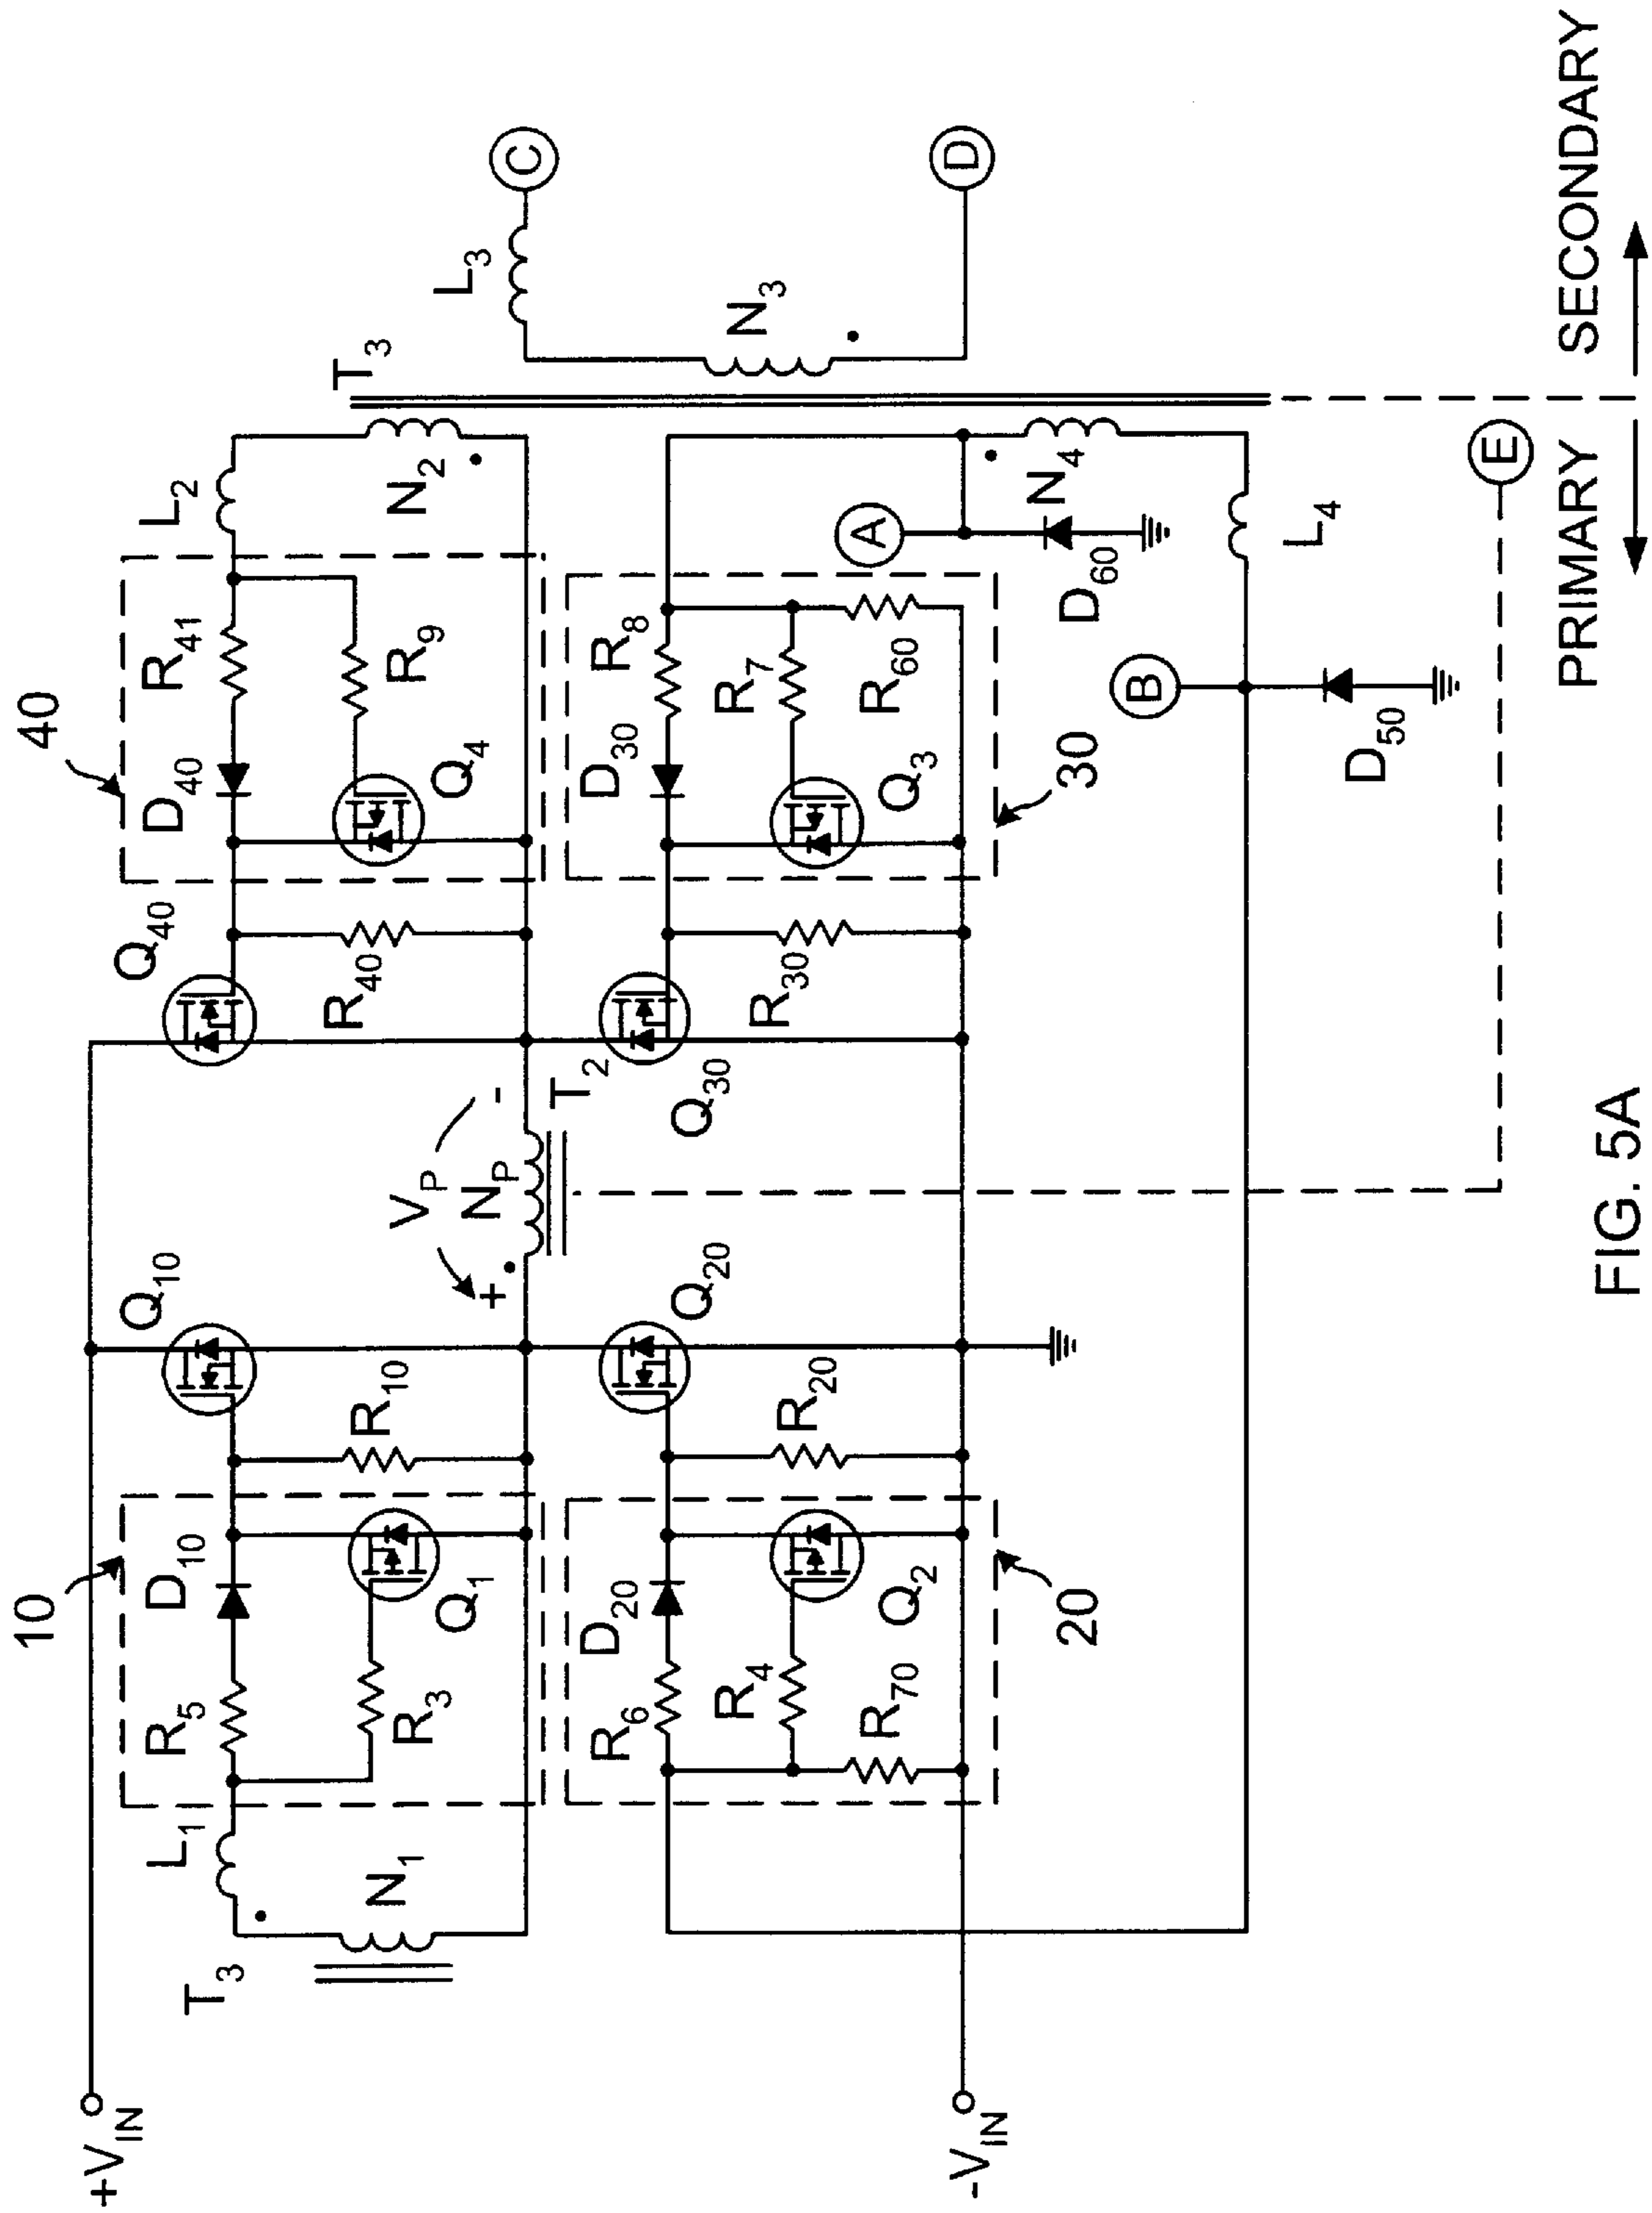 10
40
Q10
Q40
T3
L1
R5
D10
D40
R41
L2
T3
N1
R3
Q1
R10
VP
R40
Q4
R9
N2
L3
C
+
NP
-
T2
R6
D20
Q20
Q30
D30
R8
N3
R4
R70
Q2
R20
R30
Q3
R7
R60
A
D
20
30
D60
N4
B
L4
D50
E
+VIN
-VIN
PRIMARY
SECONDARY
FIG. 5A